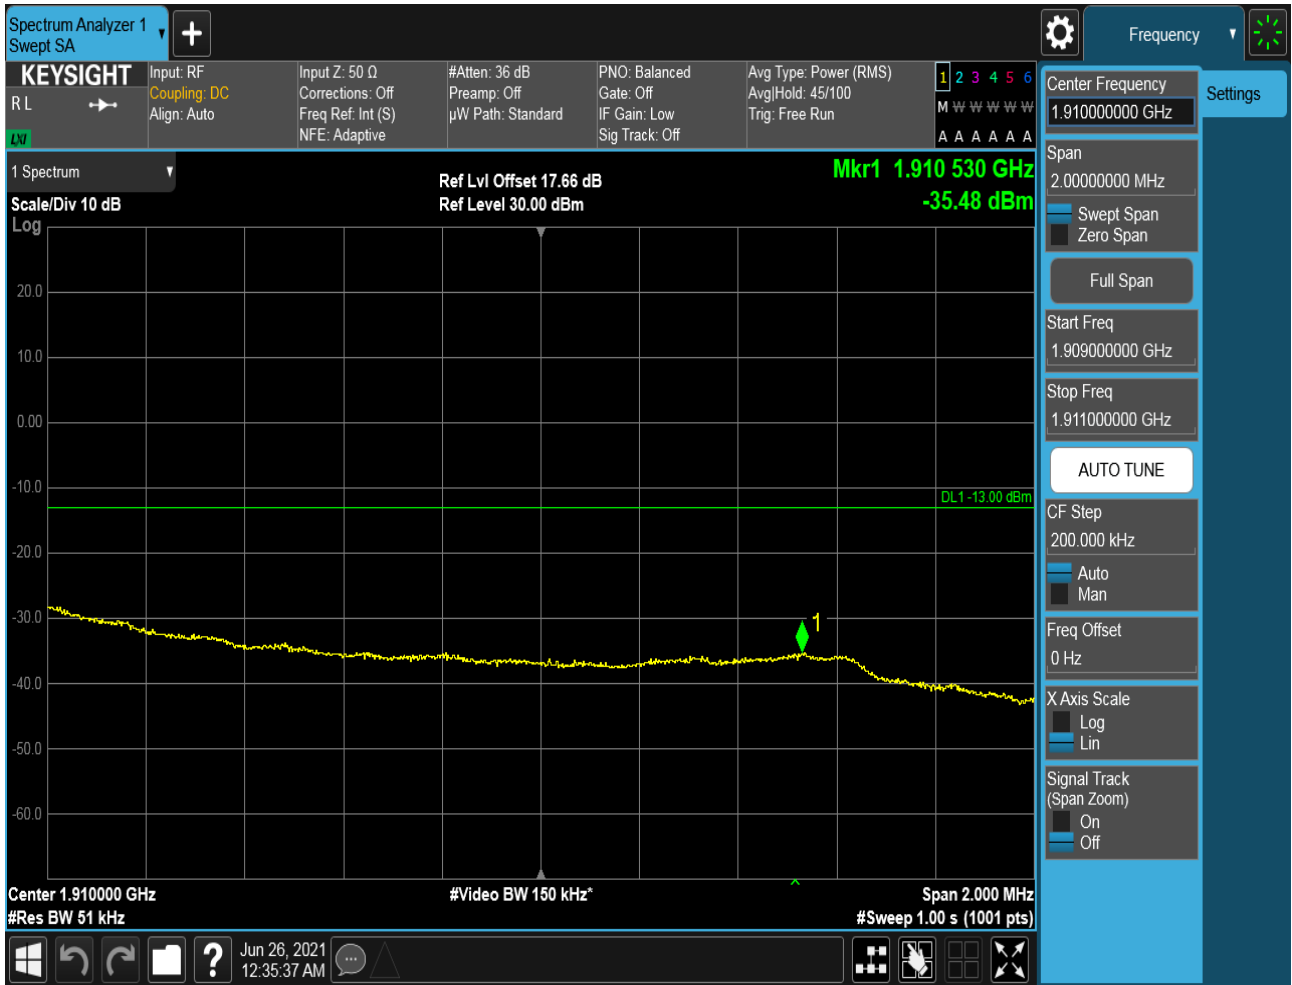 Spectrum Analyzer 1
Swept SA
Frequency
KEYSIGHT
R L
LXI
Input: RF
Coupling: DC
Align: Auto
Input Z: 50 Ω
Corrections: Off
Freq Ref: Int (S)
NFE: Adaptive
#Atten: 36 dB
Preamp: Off
µW Path: Standard
PNO: Balanced
Gate: Off
IF Gain: Low
Sig Track: Off
Avg Type: Power (RMS)
Avg|Hold: 45/100
Trig: Free Run
1 2 3 4 5 6
M W W W W W
A A A A A A
1 Spectrum
Scale/Div 10 dB
Log
Ref Lvl Offset 17.66 dB
Ref Level 30.00 dBm
Mkr1 1.910 530 GHz
-35.48 dBm
20.0
10.0
0.00
-10.0
-20.0
-30.0
-40.0
-50.0
-60.0
DL1 -13.00 dBm
1
Center 1.910000 GHz
#Res BW 51 kHz
#Video BW 150 kHz*
Span 2.000 MHz
#Sweep 1.00 s (1001 pts)
Center Frequency
1.910000000 GHz
Settings
Span
2.00000000 MHz
Swept Span
Zero Span
Full Span
Start Freq
1.909000000 GHz
Stop Freq
1.911000000 GHz
AUTO TUNE
CF Step
200.000 kHz
Auto
Man
Freq Offset
0 Hz
X Axis Scale
Log
Lin
Signal Track
(Span Zoom)
On
Off
?
Jun 26, 2021
12:35:37 AM